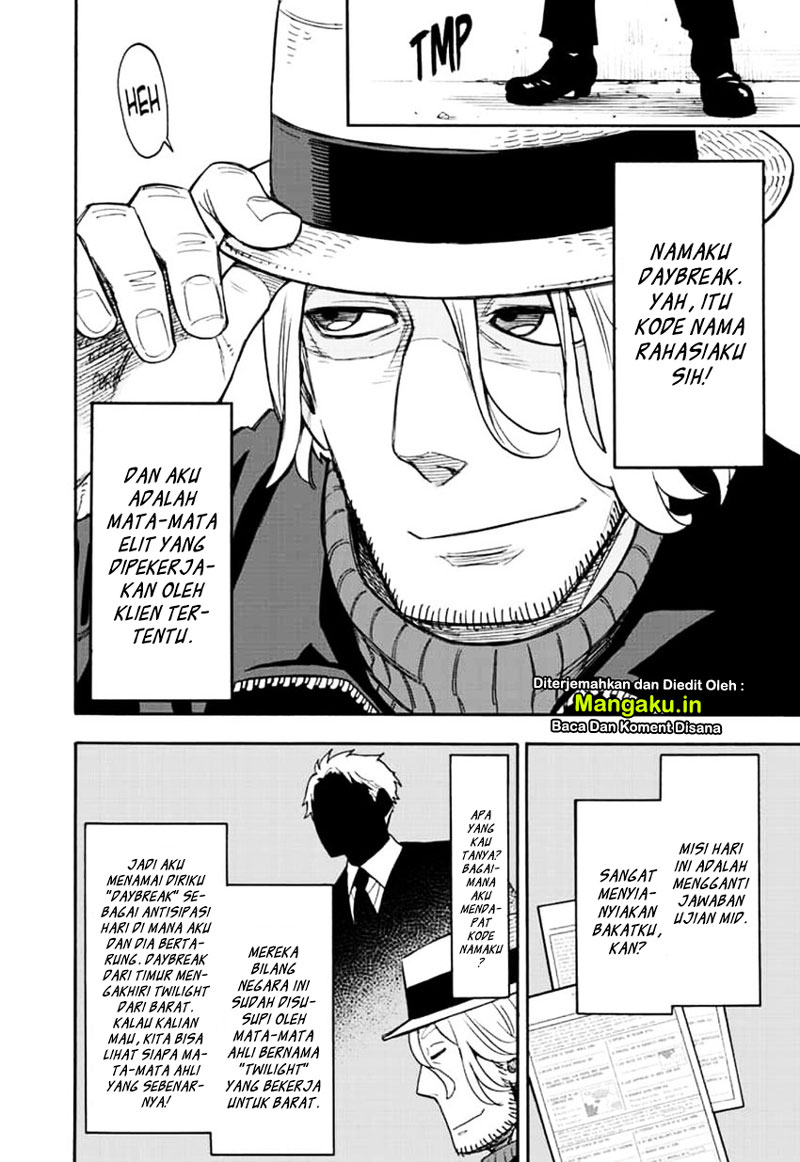 TMP
HEH
NAMAKU
DAYBREAK.
YAH, ITU
KODE NAMA
RAHASIAKU
SIH!
DAN AKU
ADALAH
MATA-MATA
ELIT YANG
DIPEKERJA-
KAN OLEH
KLIEN TER-
TENTU.
Diterjemahkan dan Diedit Oleh :
Mangaku.in
Baca Dan Koment Disana
MISI HARI
INI ADALAH
MENGGANTI
JAWABAN
UJIAN MID.
SANGAT
MENYIA-
NYIAKAN
BAKATKU,
KAN?
APA
YANG
KAU
TANYA?
BAGAI-
MANA
AKU
MENDA-
PAT
KODE
NAMAKU
?
MEREKA
BILANG
NEGARA INI
SUDAH DISU-
SUPI OLEH
MATA-MATA
AHLI BERNAMA
"TWILIGHT"
YANG BEKERJA
UNTUK BARAT.
JADI AKU
MENAMAI DIRIKU
"DAYBREAK" SE-
BAGAI ANTISIPASI
HARI DI MANA AKU
DAN DIA BERTA-
RUNG. DAYBREAK
DARI TIMUR MEN-
GAKHIRI TWILIGHT
DARI BARAT.
KALAU KALIAN
MAU, KITA BISA
LIHAT SIAPA MA-
TA-MATA AHLI
YANG SEBENAR-
NYA!